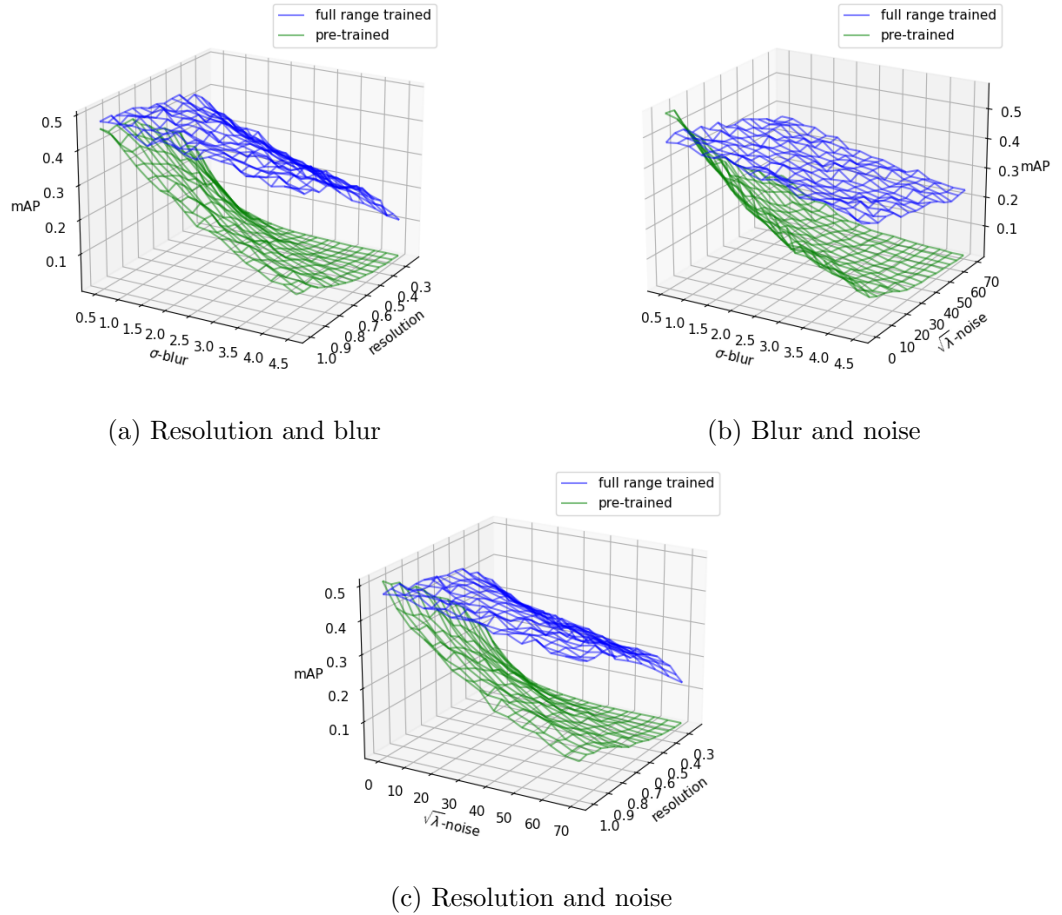 full range trained
pre-trained
0.5
0.4
0.3
0.2
0.1
mAP
0.5 1.0 1.5 2.0 2.5 3.0 3.5 4.0 4.5
σ-blur
1.0 0.9 0.8 0.7 0.6 0.5 0.4 0.3
resolution
(a) Resolution and blur
full range trained
pre-trained
0.5
0.4
0.3
0.2
0.1
mAP
0.5 1.0 1.5 2.0 2.5 3.0 3.5 4.0 4.5
σ-blur
0 10 20 30 40 50 60 70
√λ-noise
(b) Blur and noise
full range trained
pre-trained
0.5
0.4
0.3
0.2
0.1
mAP
0 10 20 30 40 50 60 70
√λ-noise
1.0 0.9 0.8 0.7 0.6 0.5 0.4 0.3
resolution
(c) Resolution and noise